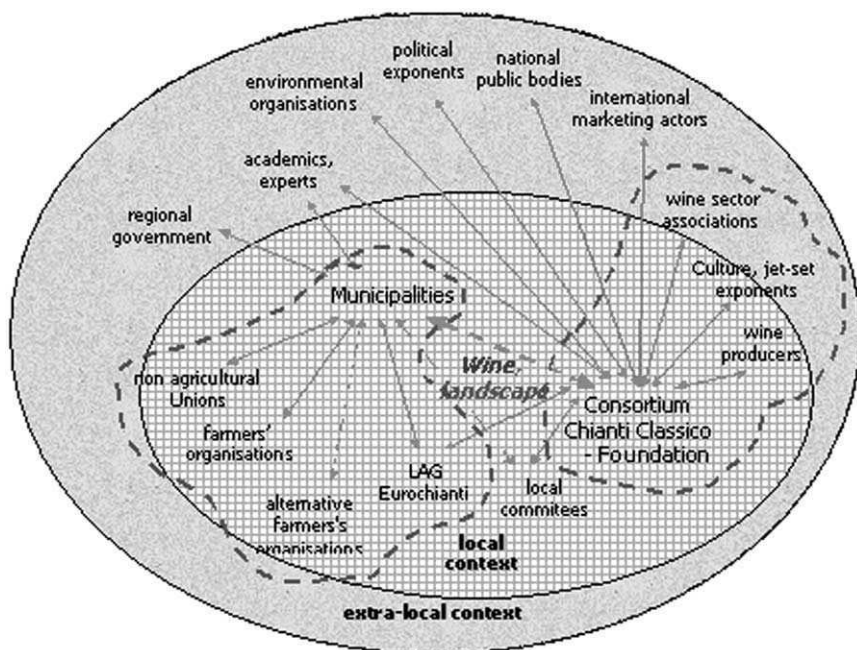 political
exponents
national
public bodies
environmental
organisations
international
marketing actors
academics,
experts
wine sector
associations
regional
government
Culture, jet-set
exponents
Municipalities
wine
producers
Wine,
landscape
non agricultural
Unions
Consortium
Chianti Classico
- Foundation
farmers'
organisations
LAG
Eurochianti
local
commitees
alternative
farmers's
organisations
local
context
extra-local context